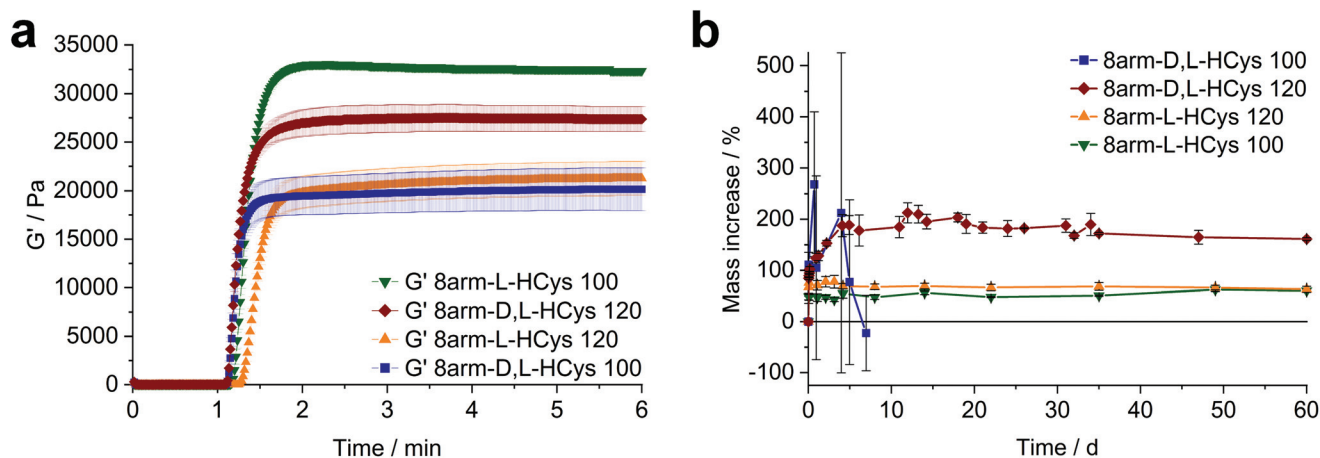 a
35000
30000
25000
20000
15000
10000
5000
0
G' / Pa
G' 8arm-L-HCys 100
G' 8arm-D,L-HCys 120
G' 8arm-L-HCys 120
G' 8arm-D,L-HCys 100
0 1 2 3 4 5 6
Time / min
b
500
400
300
200
100
0
-100
Mass increase / %
8arm-D,L-HCys 100
8arm-D,L-HCys 120
8arm-L-HCys 120
8arm-L-HCys 100
0 10 20 30 40 50 60
Time / d